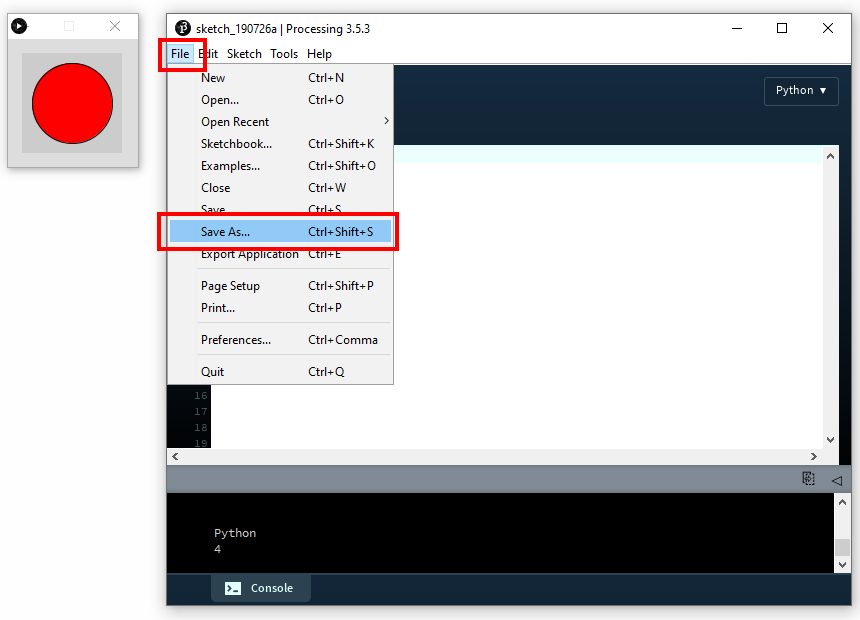 sketch_190726a | Processing 3.5.3
File Edit Sketch Tools Help
New Ctrl+N
Open... Ctrl+O
Open Recent
Sketchbook... Ctrl+Shift+K
Examples... Ctrl+Shift+O
Close Ctrl+W
Save Ctrl+S
Save As... Ctrl+Shift+S
Export Application Ctrl+E
Page Setup Ctrl+Shift+P
Print... Ctrl+P
Preferences... Ctrl+Comma
Quit Ctrl+Q
Python
16
17
18
19
Python
4
Console